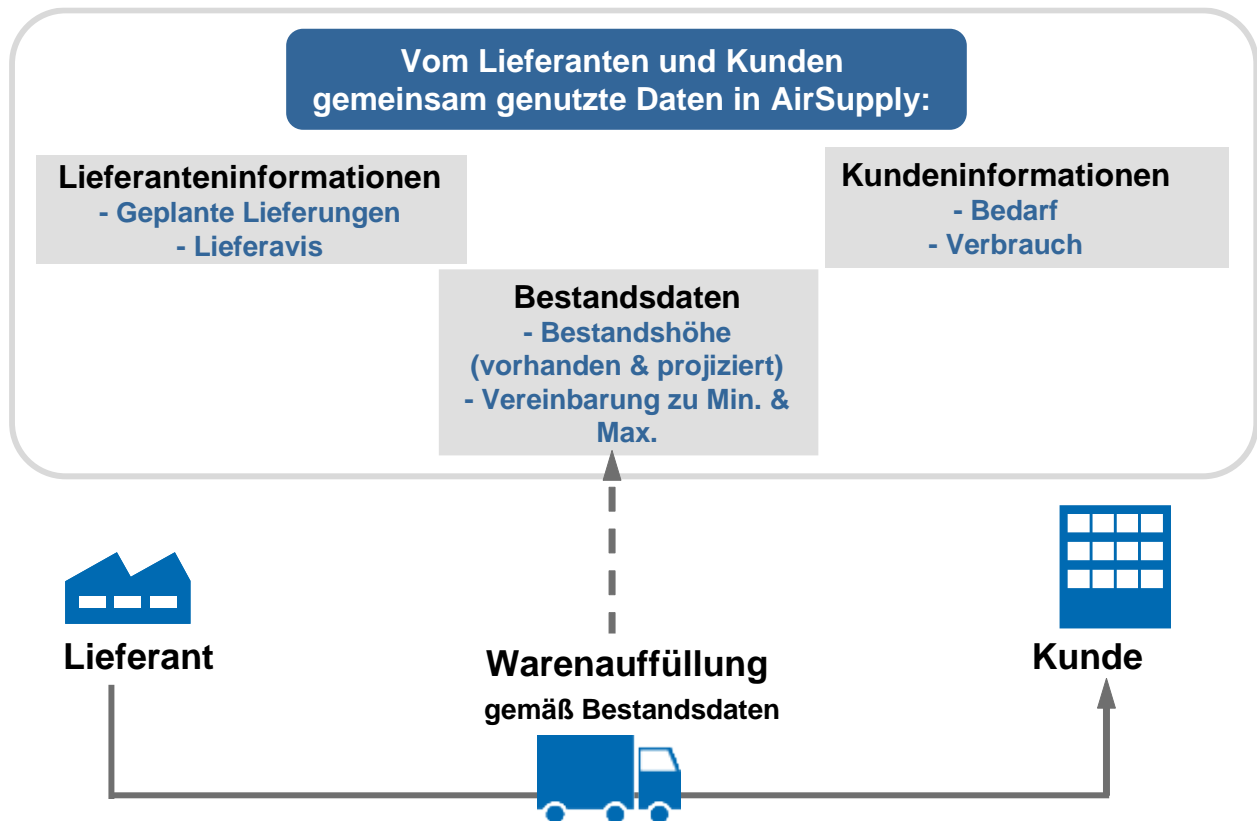 Vom Lieferanten und Kunden
gemeinsam genutzte Daten in AirSupply:
Lieferanteninformationen
- Geplante Lieferungen
- Lieferavis
Kundeninformationen
- Bedarf
- Verbrauch
Bestandsdaten
- Bestandshöhe
(vorhanden & projiziert)
- Vereinbarung zu Min. &
Max.
Lieferant
Warenauffüllung
gemäß Bestandsdaten
Kunde